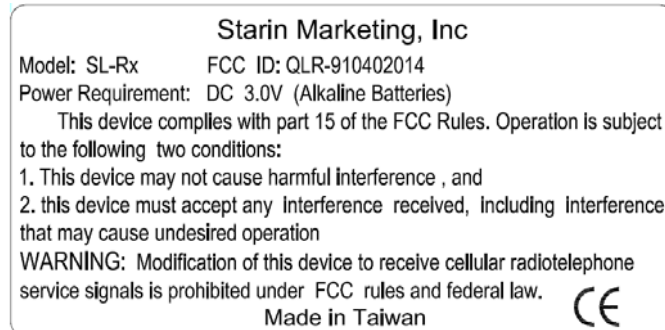 Starin Marketing, Inc
Model: SL-Rx FCC ID: QLR-910402014
Power Requirement: DC 3.0V (Alkaline Batteries)
This device complies with part 15 of the FCC Rules. Operation is subject
to the following two conditions:
1. This device may not cause harmful interference , and
2. this device must accept any interference received, including interference
that may cause undesired operation
WARNING: Modification of this device to receive cellular radiotelephone
service signals is prohibited under FCC rules and federal law. CE
Made in Taiwan